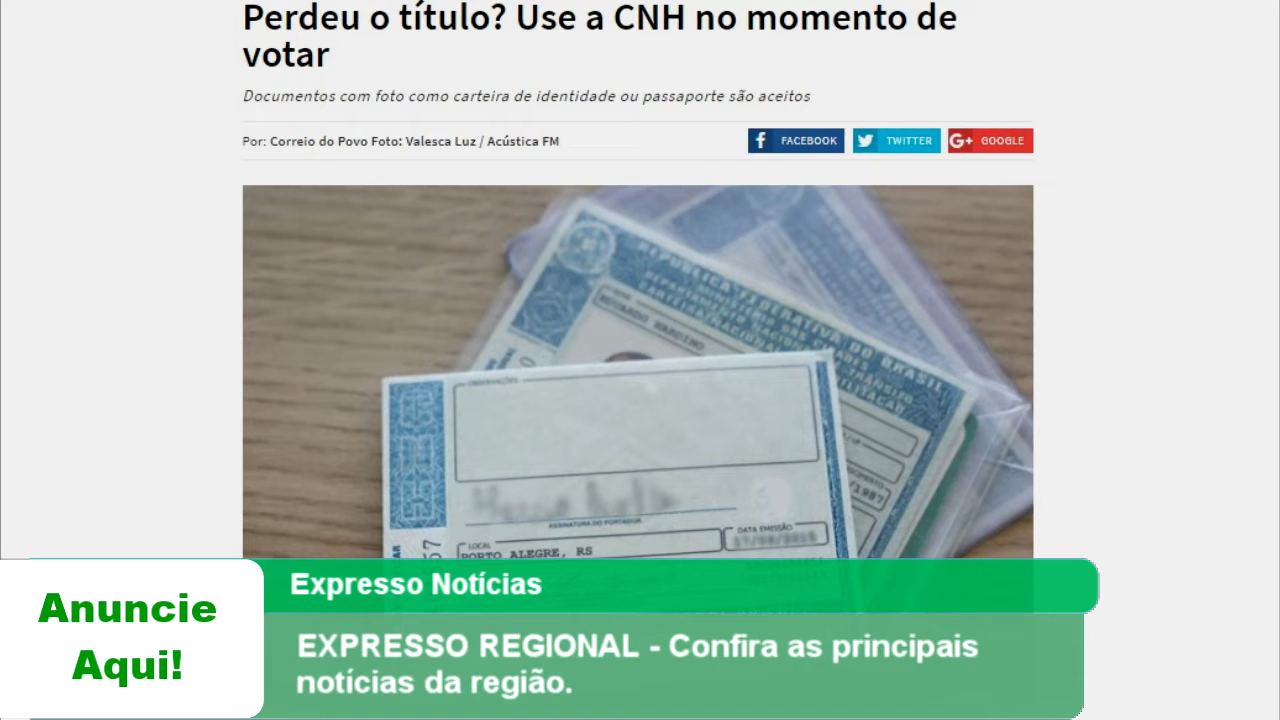 Perdeu o título? Use a CNH no momento de
votar
Documentos com foto como carteira de identidade ou passaporte são aceitos
Por: Correio do Povo Foto: Valesca Luz / Acústica FM
FACEBOOK
TWITTER
G+ GOOGLE
REPÚBLICA FEDERATIVA DO BRASIL
OBSERVAÇÕES
ASSINATURA DO PORTADOR
LOCAL
DATA EMISSÃO
PORTO ALEGRE, RS
Expresso Notícias
Anuncie
Aqui!
EXPRESSO REGIONAL - Confira as principais
notícias da região.